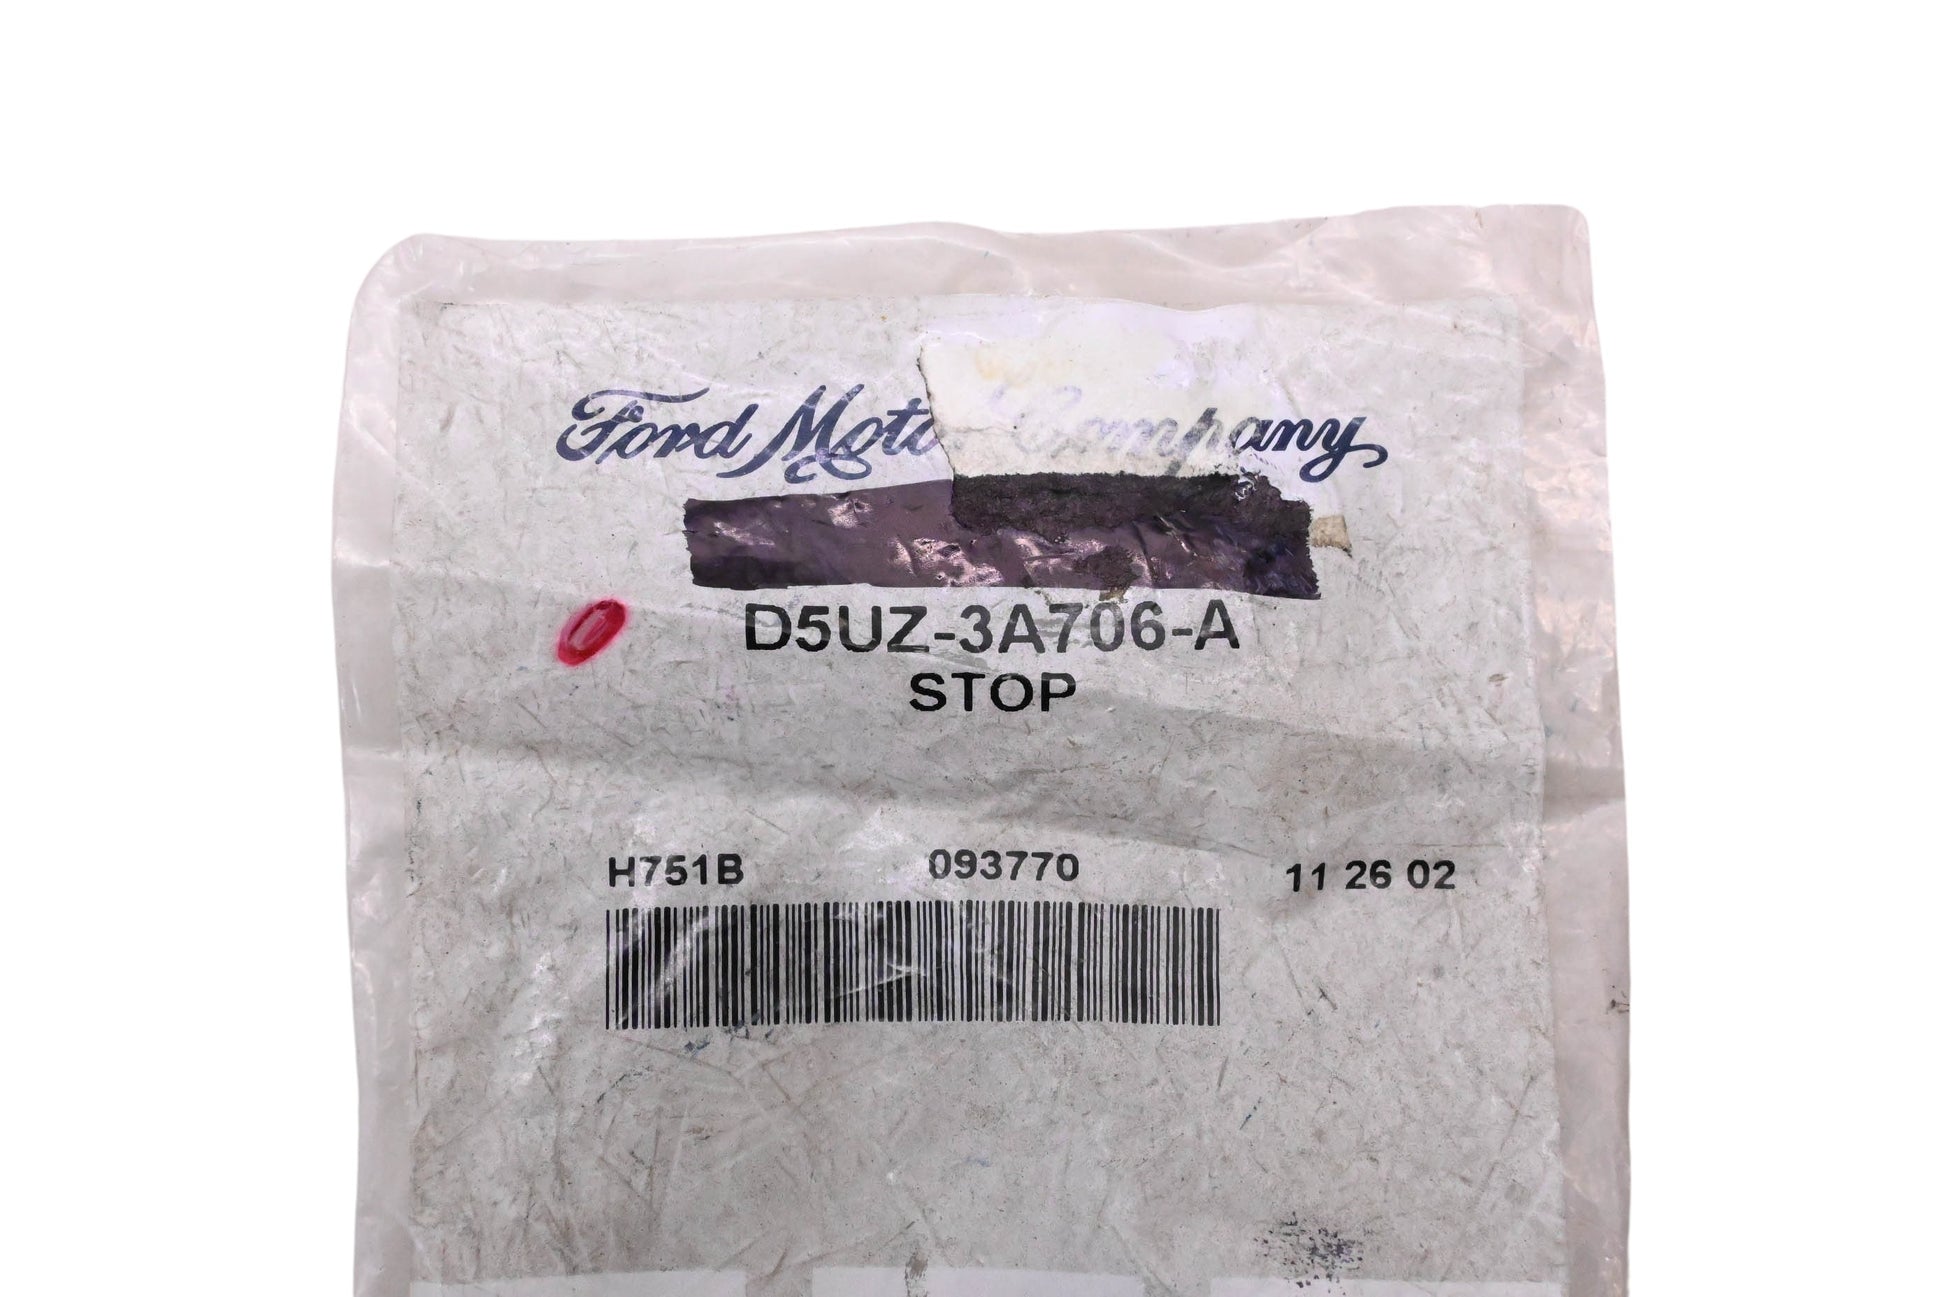 Ford Motor Company
D5UZ-3A706-A
STOP
H751B 093770 11 26 02